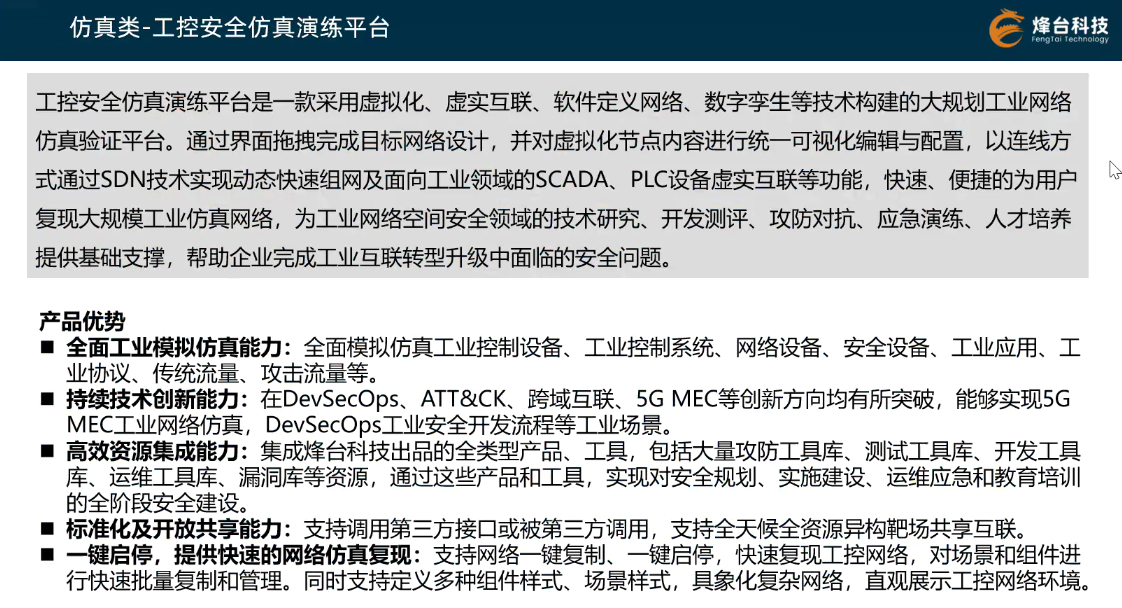 仿真类-工控安全仿真演练平台
烽台科技
FengTai Technology
工控安全仿真演练平台是一款采用虚拟化、虚实互联、软件定义网络、数字孪生等技术构建的大规划工业网络
仿真验证平台。通过界面拖拽完成目标网络设计，并对虚拟化节点内容进行统一可视化编辑与配置，以连线方
式通过SDN技术实现动态快速组网及面向工业领域的SCADA、PLC设备虚实互联等功能，快速、便捷的为用户
复现大规模工业仿真网络，为工业网络空间安全领域的技术研究、开发测评、攻防对抗、应急演练、人才培养
提供基础支撑，帮助企业完成工业互联转型升级中面临的安全问题。
产品优势
■ 全面工业模拟仿真能力：全面模拟仿真工业控制设备、工业控制系统、网络设备、安全设备、工业应用、工
业协议、传统流量、攻击流量等。
■ 持续技术创新能力：在DevSecOps、ATT&CK、跨域互联、5G MEC等创新方向均有所突破，能够实现5G
MEC工业网络仿真，DevSecOps工业安全开发流程等工业场景。
■ 高效资源集成能力：集成烽台科技出品的全类型产品、工具，包括大量攻防工具库、测试工具库、开发工具
库、运维工具库、漏洞库等资源，通过这些产品和工具，实现对安全规划、实施建设、运维应急和教育培训
的全阶段安全建设。
■ 标准化及开放共享能力：支持调用第三方接口或被第三方调用，支持全天候全资源异构靶场共享互联。
■ 一键启停，提供快速的网络仿真复现：支持网络一键复制、一键启停，快速复现工控网络，对场景和组件进
行快速批量复制和管理。同时支持定义多种组件样式、场景样式，具象化复杂网络，直观展示工控网络环境。